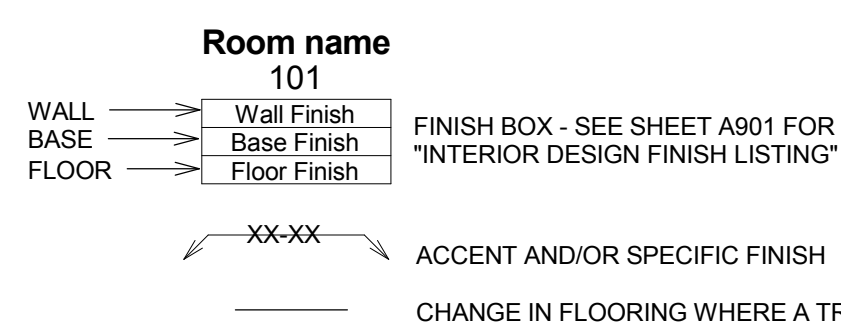 Room name
101
WALL Wall Finish
BASE Base Finish
FLOOR Floor Finish
FINISH BOX - SEE SHEET A901 FOR
"INTERIOR DESIGN FINISH LISTING"
XX-XX
ACCENT AND/OR SPECIFIC FINISH
CHANGE IN FLOORING WHERE A